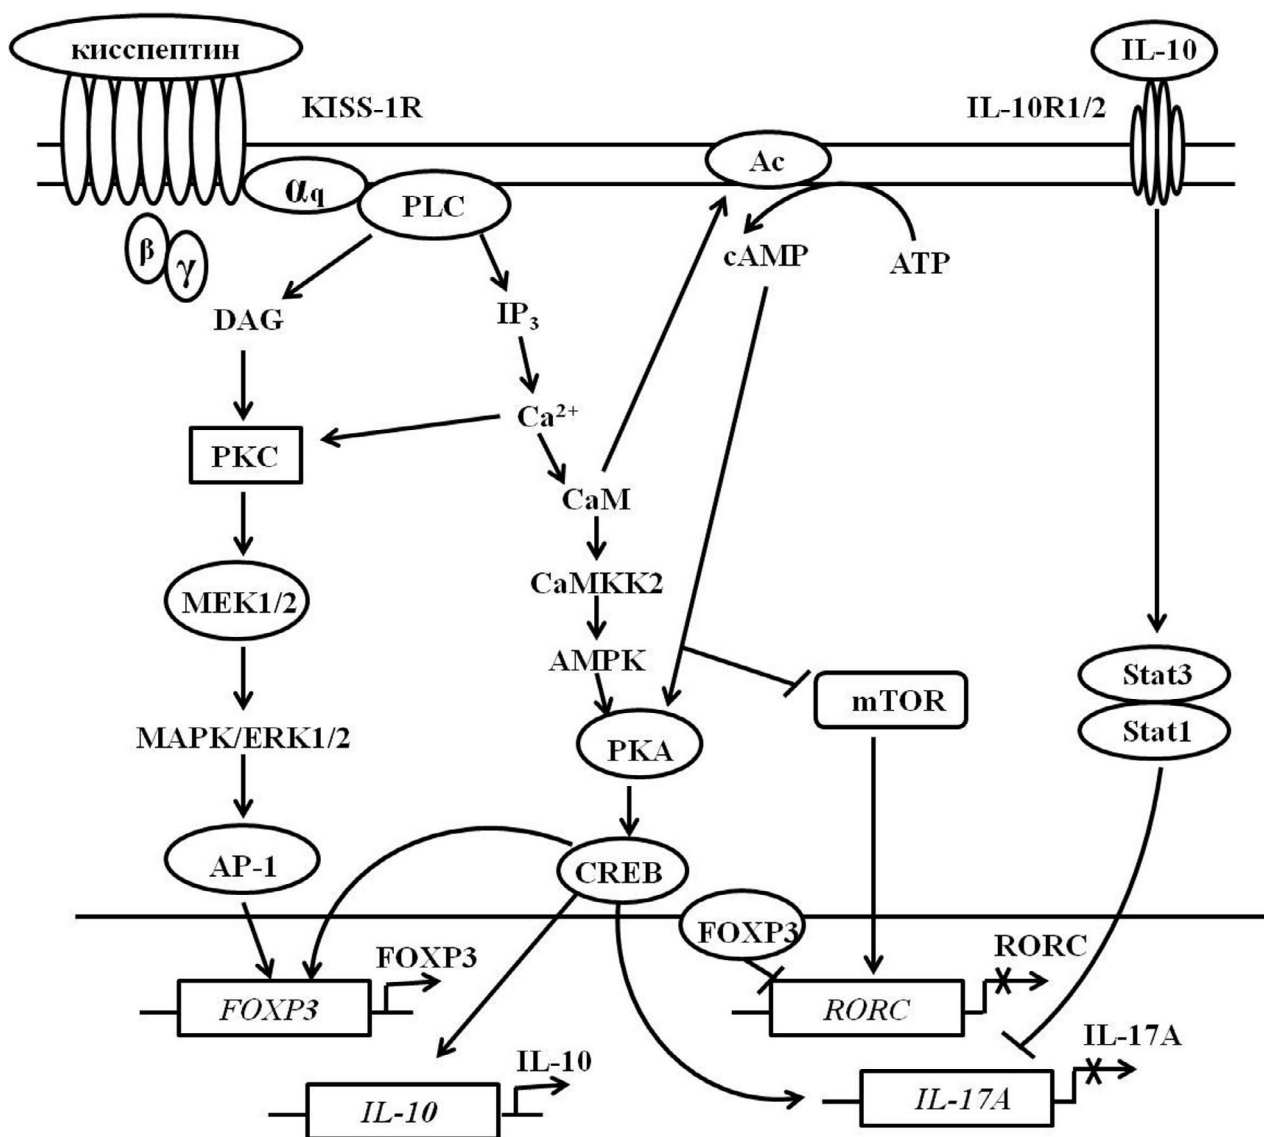 кисспептин
IL-10
KISS-1R
IL-10R1/2
Ac
αq
PLC
β
γ
cAMP
ATP
DAG
IP3
Ca2+
PKC
CaM
CaMKK2
MEK1/2
AMPK
Stat3
mTOR
Stat1
MAPK/ERK1/2
PKA
AP-1
CREB
FOXP3
FOXP3
RORC
FOXP3
RORC
IL-10
IL-17A
IL-10
IL-17A